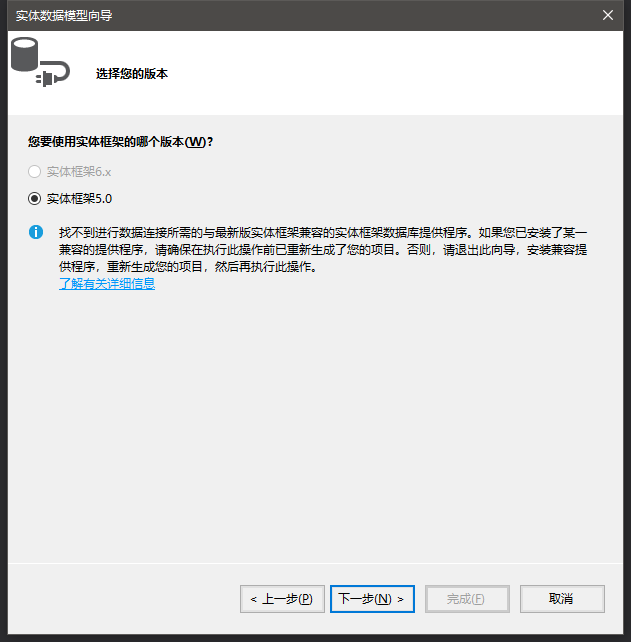 实体数据模型向导
选择您的版本
您要使用实体框架的哪个版本(W)?
实体框架6.x
实体框架5.0
找不到进行数据连接所需的与最新版实体框架兼容的实体框架数据库提供程序。如果您已安装了某一
兼容的提供程序，请确保在执行此操作前已重新生成了您的项目。否则，请退出此向导，安装兼容提
供程序，重新生成您的项目，然后再执行此操作。
了解有关详细信息
< 上一步(P)
下一步(N) >
完成(F)
取消